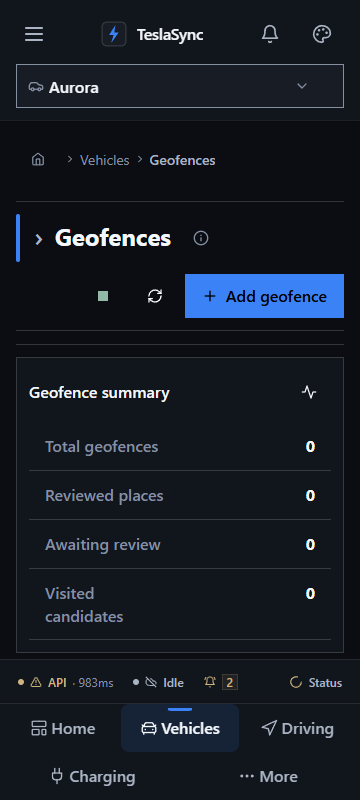 TeslaSync
Aurora
Vehicles
Geofences
Geofences
Add geofence
Geofence summary
Total geofences 0
Reviewed places 0
Awaiting review 0
Visited 0
candidates
API · 983ms Idle 2 Status
Home Vehicles Driving
Charging More